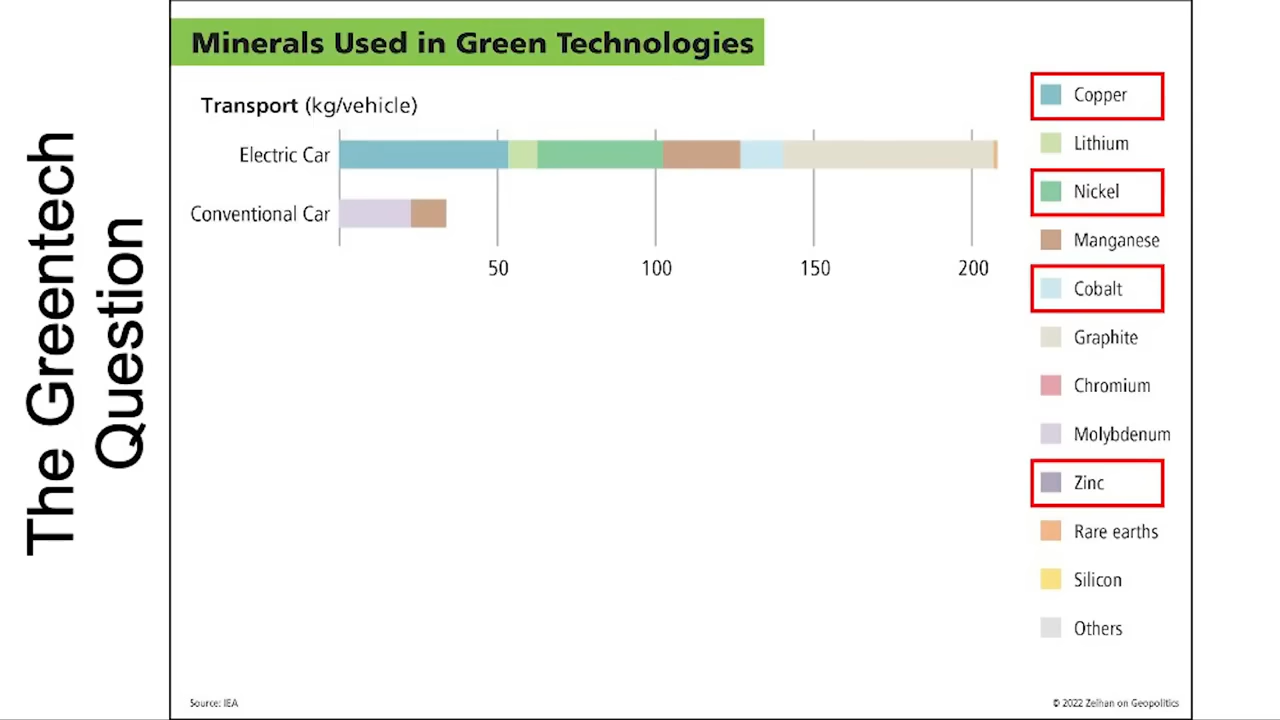 The Greentech
Question
Minerals Used in Green Technologies
Transport (kg/vehicle)
Electric Car
Conventional Car
50 100 150 200
Copper
Lithium
Nickel
Manganese
Cobalt
Graphite
Chromium
Molybdenum
Zinc
Rare earths
Silicon
Others
Source: IEA
© 2022 Zeihan on Geopolitics